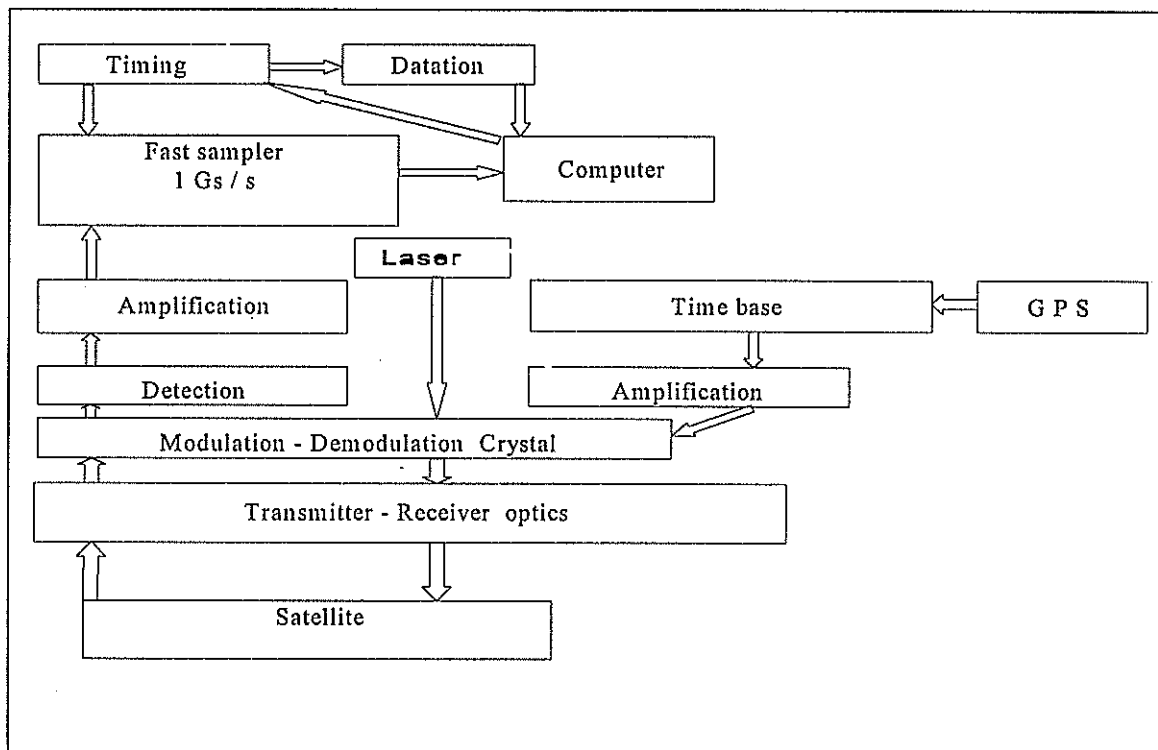 Timing
Datation
Fast sampler
1 Gs / s
Computer
Laser
Amplification
Time base
G P S
Detection
Amplification
Modulation - Demodulation Crystal
Transmitter - Receiver optics
Satellite